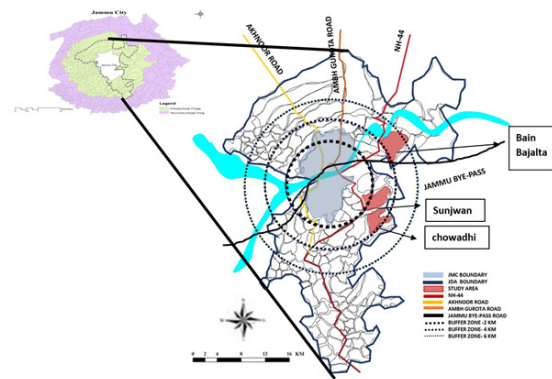 Jammu City
Legend
AKHNOOR ROAD
AMBH GUROTA ROAD
NH-44
Bain
Bajalta
JAMMU BYE-PASS
Sunjwan
chowadhi
JMC BOUNDARY
JDA BOUNDARY
STUDY AREA
NH-44
AKHNOOR ROAD
AMBH GUROTA ROAD
JAMMU BYE-PASS ROAD
BUFFER ZONE -2 KM
BUFFER ZONE- 4 KM
BUFFER ZONE- 6 KM
0 2 4 8 12 16 KM